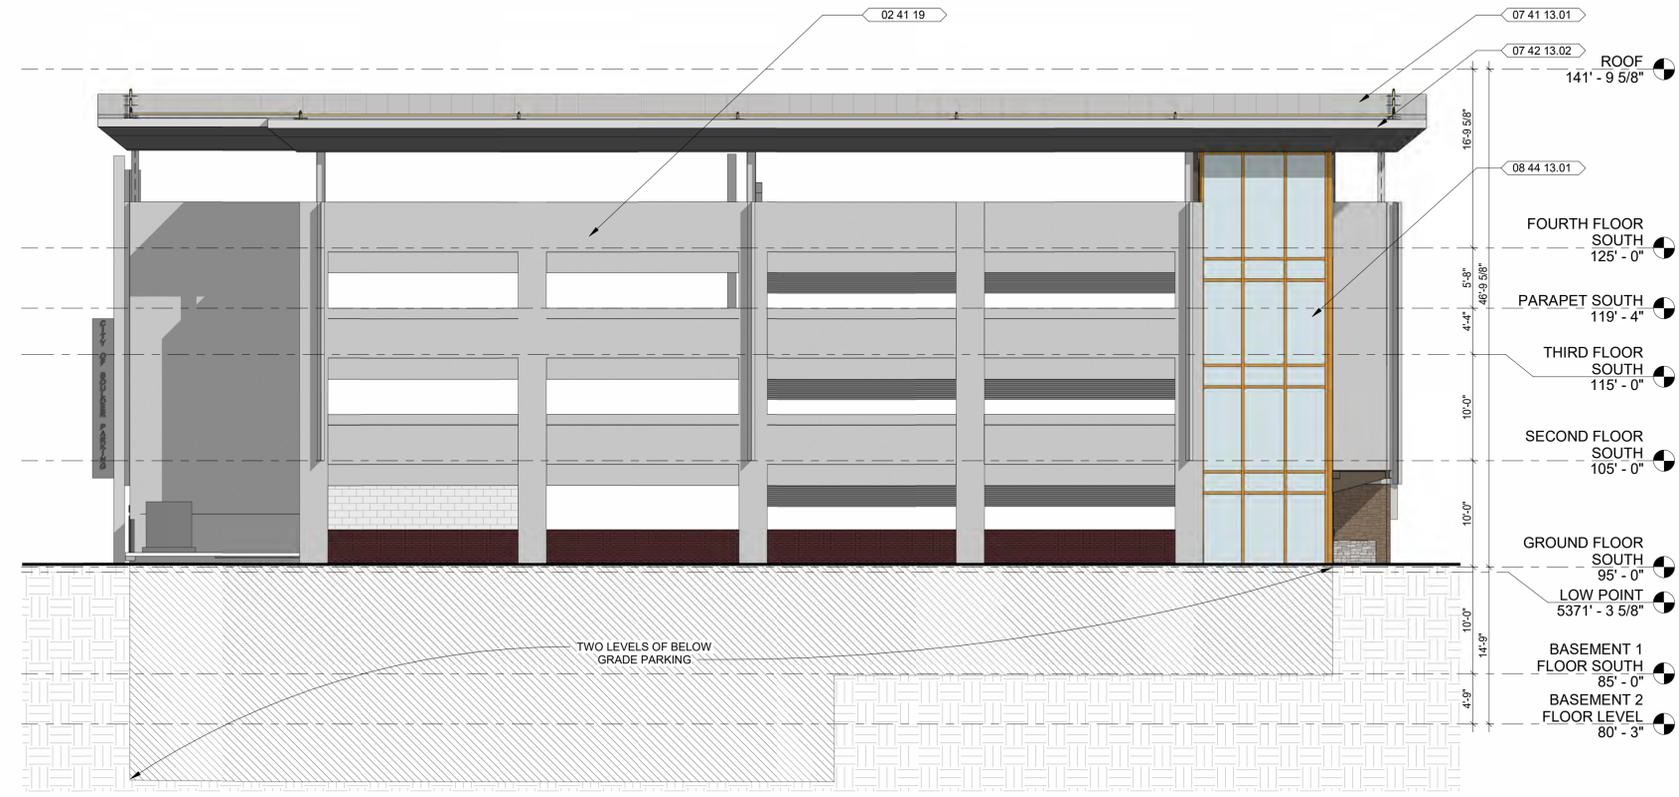 02 41 19
07 41 13.01
07 42 13.02
ROOF
141' - 9 5/8"
16'-9 5/8"
08 44 13.01
FOURTH FLOOR
SOUTH
125' - 0"
5'-8"
46'-9 5/8"
PARAPET SOUTH
119' - 4"
4'-4"
THIRD FLOOR
SOUTH
115' - 0"
CITY OF BOULDER PARKING
10'-0"
SECOND FLOOR
SOUTH
105' - 0"
10'-0"
GROUND FLOOR
SOUTH
95' - 0"
LOW POINT
5371' - 3 5/8"
10'-0"
14'-9"
TWO LEVELS OF BELOW
GRADE PARKING
BASEMENT 1
FLOOR SOUTH
85' - 0"
4'-9"
BASEMENT 2
FLOOR LEVEL
80' - 3"